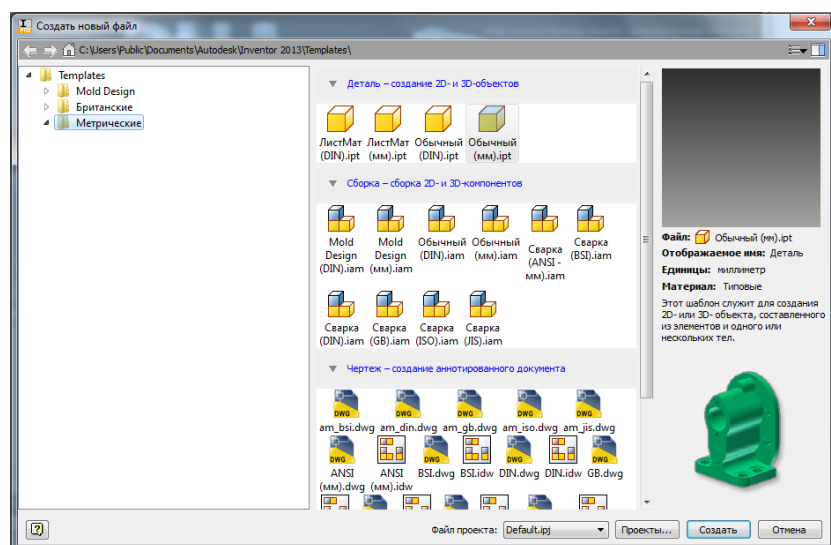 Создать новый файл
C:\Users\Public\Documents\Autodesk\Inventor 2013\Templates\
Templates
Mold Design
Британские
Метрические
Деталь – создание 2D- и 3D-объектов
ЛистМат (DIN).ipt
ЛистМат (мм).ipt
Обычный (DIN).ipt
Обычный (мм).ipt
Сборка – сборка 2D- и 3D-компонентов
Mold Design (DIN).iam
Mold Design (мм).iam
Обычный (DIN).iam
Обычный (мм).iam
Сварка (ANSI - мм).iam
Сварка (BSI).iam
Сварка (DIN).iam
Сварка (GB).iam
Сварка (ISO).iam
Сварка (JIS).iam
Чертеж – создание аннотированного документа
am_bsi.dwg am_din.dwg am_gb.dwg am_iso.dwg am_jis.dwg
ANSI (мм).dwg
ANSI (мм).idw
BSI.dwg BSI.idw DIN.dwg DIN.idw GB.dwg
Файл: Обычный (мм).ipt
Отображаемое имя: Деталь
Единицы: миллиметр
Материал: Типовые
Этот шаблон служит для создания
2D- или 3D- объекта, составленного
из элементов и одного или
нескольких тел.
Файл проекта: Default.ipj
Проекты...
Создать
Отмена